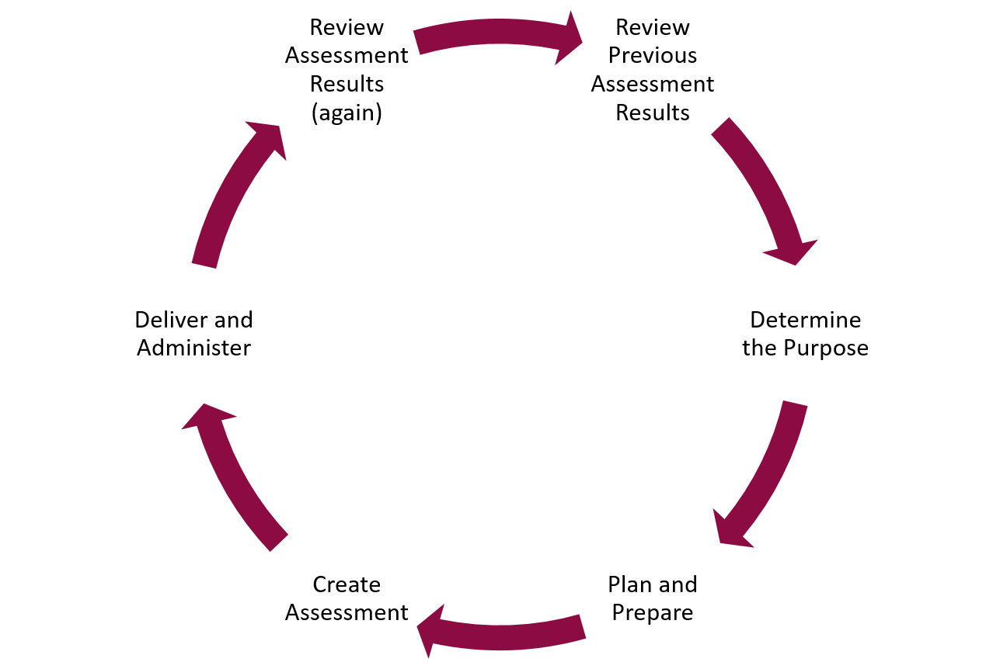 Review
Assessment
Results
(again)
Review
Previous
Assessment
Results
Determine
the Purpose
Plan and
Prepare
Create
Assessment
Deliver and
Administer